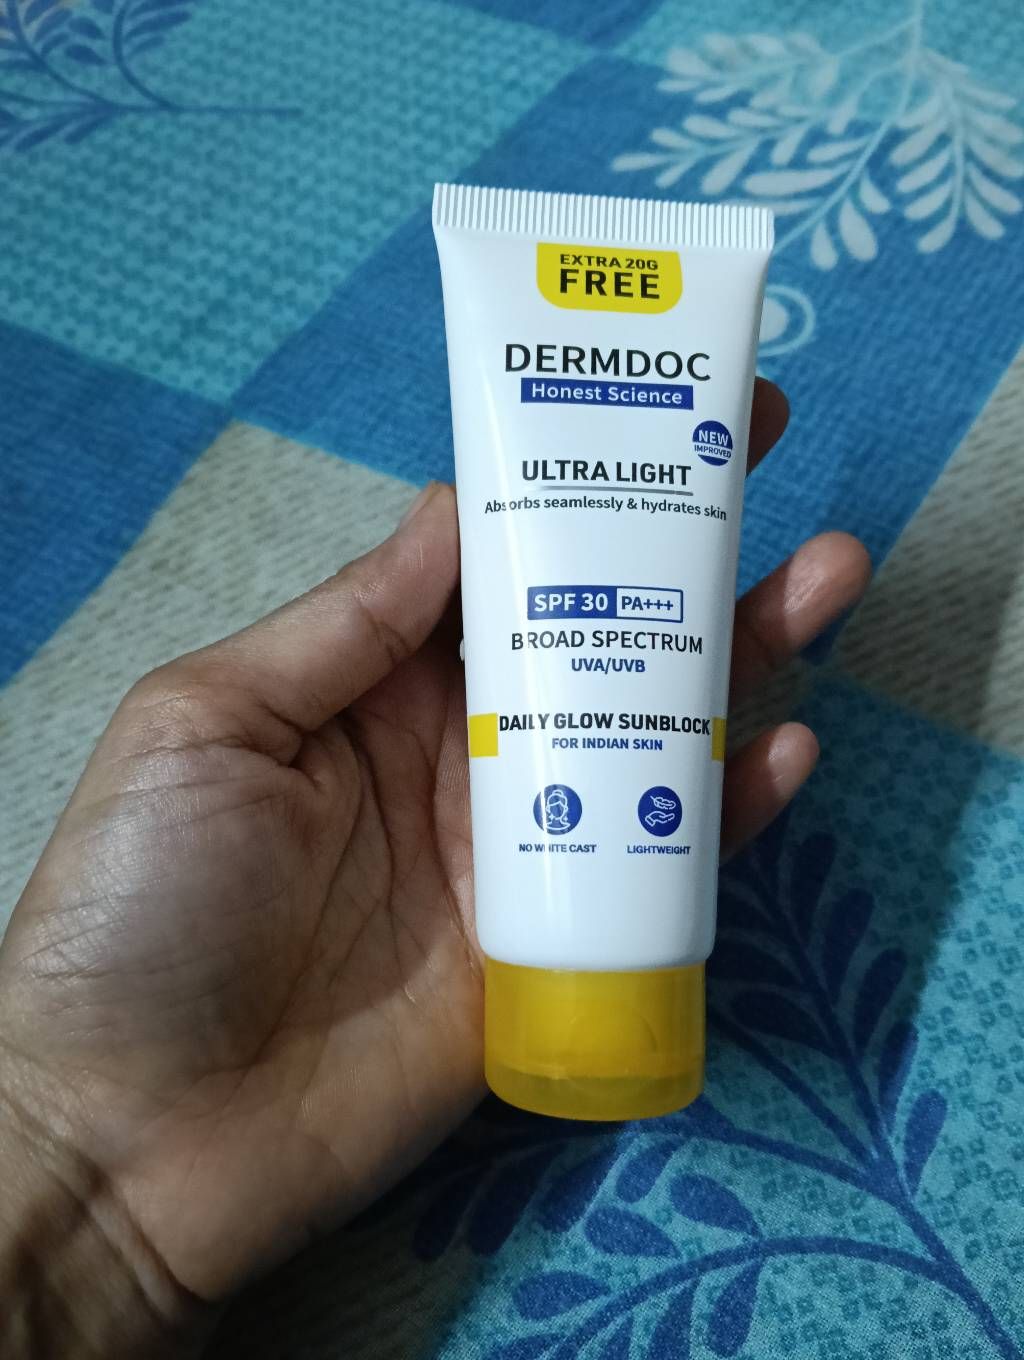 EXTRA 20G
FREE
DERMDOC
Honest Science
NEW
IMPROVED
ULTRA LIGHT
Absorbs seamlessly & hydrates skin
SPF 30 PA+++
BROAD SPECTRUM
UVA/UVB
DAILY GLOW SUNBLOCK
FOR INDIAN SKIN
NO WHITE CAST
LIGHTWEIGHT